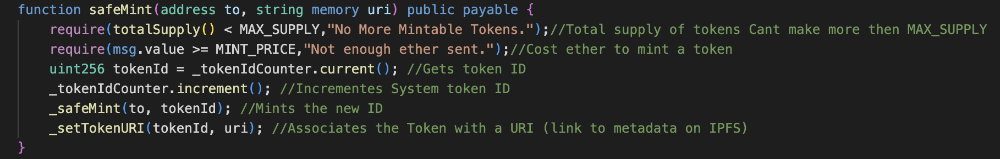 function safeMint(address to, string memory uri) public payable {
require(totalSupply() < MAX_SUPPLY,"No More Mintable Tokens.");//Total supply of tokens Cant make more then MAX_SUPPLY
require(msg.value >= MINT_PRICE,"Not enough ether sent.");//Cost ether to mint a token
uint256 tokenId = _tokenIdCounter.current(); //Gets token ID
_tokenIdCounter.increment(); //Incrementes System token ID
_safeMint(to, tokenId); //Mints the new ID
_setTokenURI(tokenId, uri); //Associates the Token with a URI (link to metadata on IPFS)
}